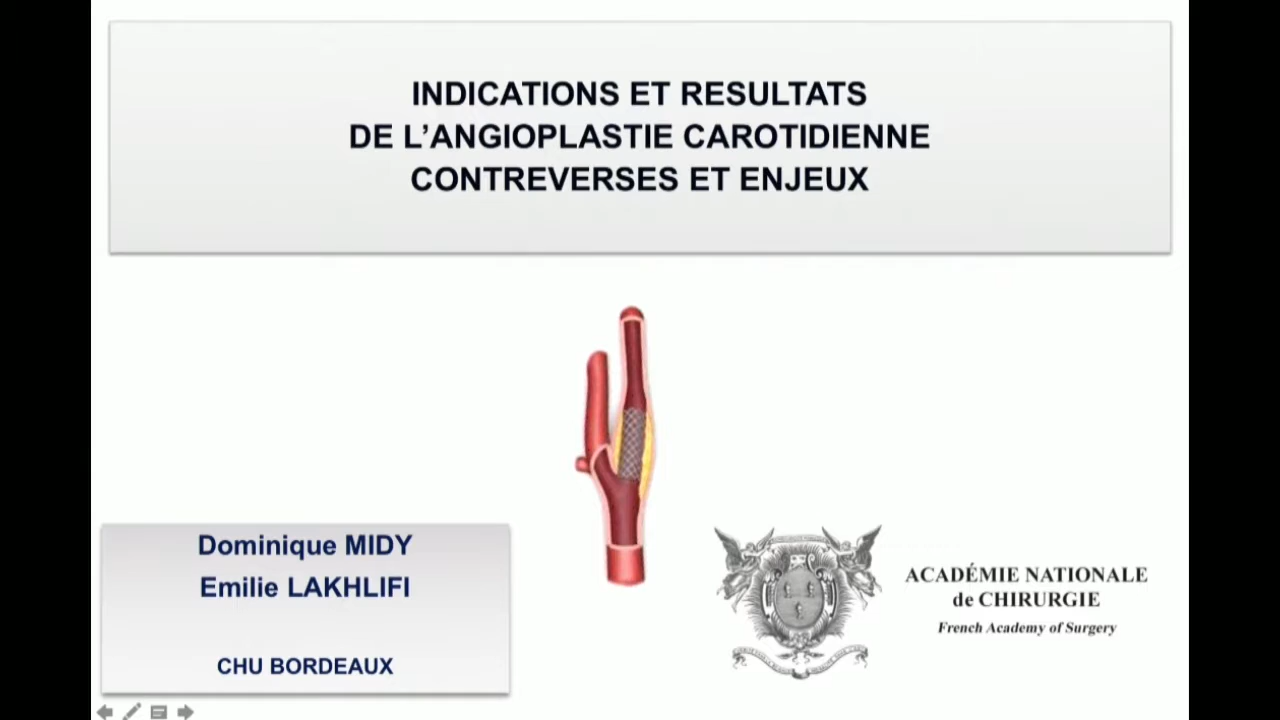 INDICATIONS ET RESULTATS
DE L’ANGIOPLASTIE CAROTIDIENNE
CONTREVERSES ET ENJEUX
Dominique MIDY
Emilie LAKHLIFI
CHU BORDEAUX
ACADÉMIE NATIONALE
de CHIRURGIE
French Academy of Surgery